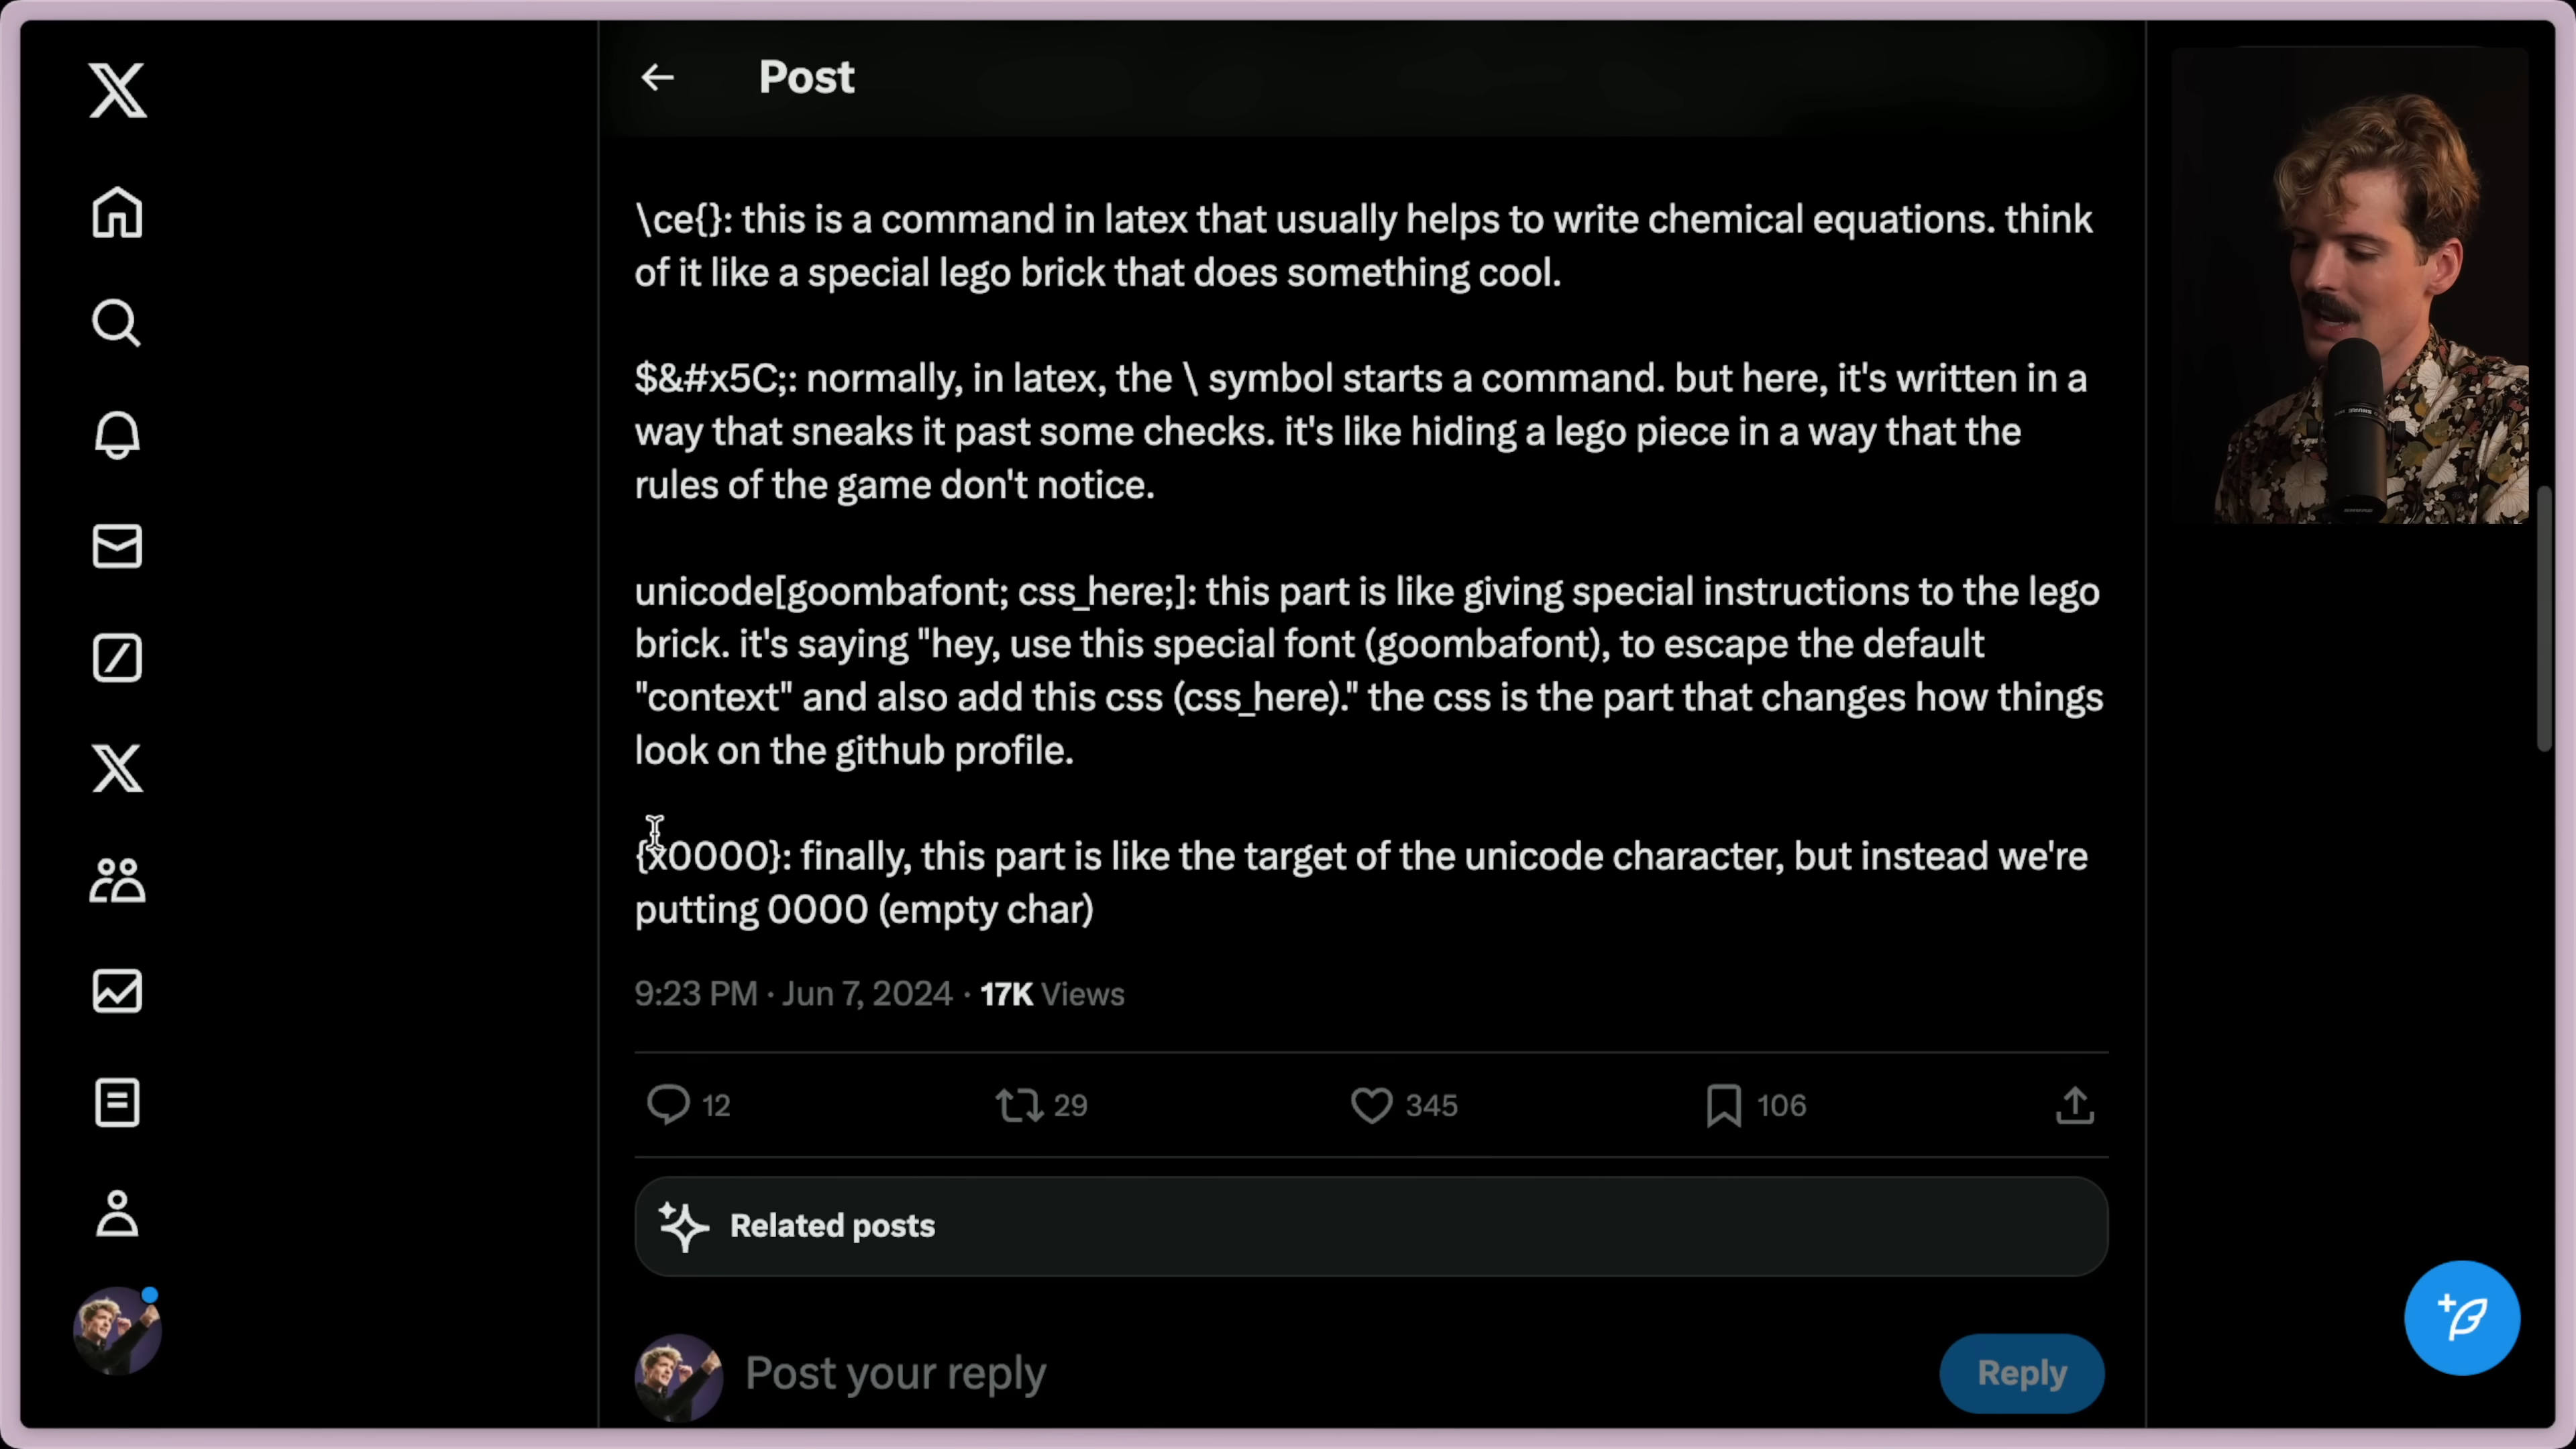 Post
\ce{}: this is a command in latex that usually helps to write chemical equations. think
of it like a special lego brick that does something cool.
$&#x5C;: normally, in latex, the \ symbol starts a command. but here, it's written in a
way that sneaks it past some checks. it's like hiding a lego piece in a way that the
rules of the game don't notice.
unicode[goombafont; css_here;]: this part is like giving special instructions to the lego
brick. it's saying "hey, use this special font (goombafont), to escape the default
"context" and also add this css (css_here)." the css is the part that changes how things
look on the github profile.
{x0000}: finally, this part is like the target of the unicode character, but instead we're
putting 0000 (empty char)
9:23 PM · Jun 7, 2024 · 17K Views
12 29 345 106
Related posts
Post your reply
Reply